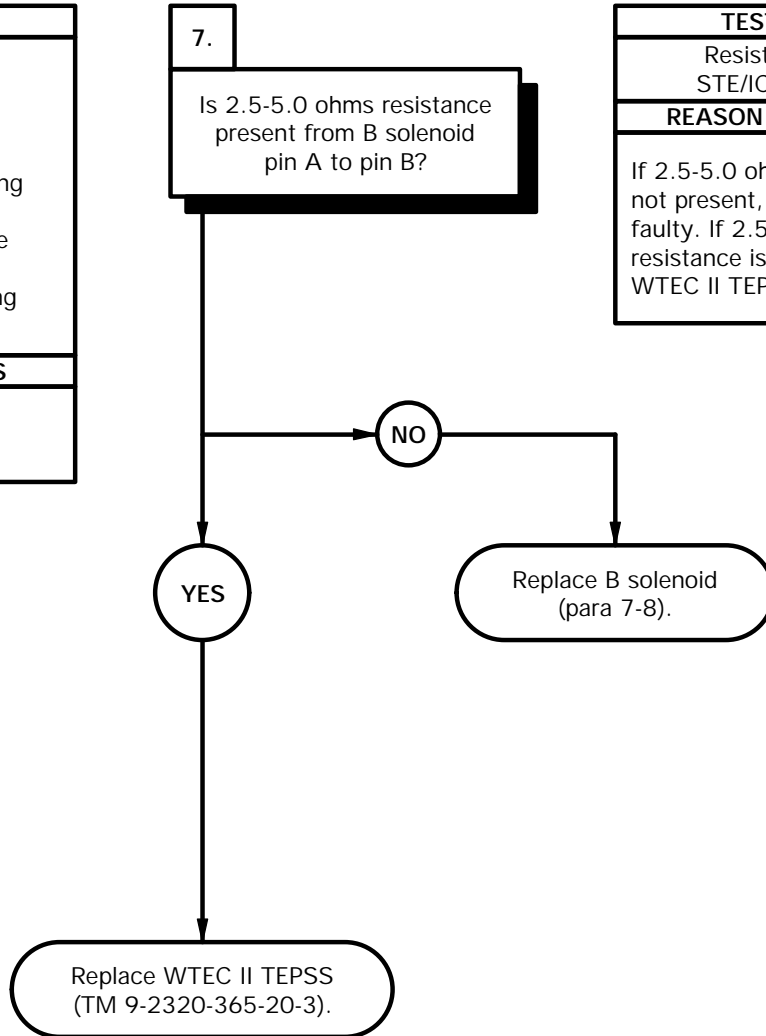 ng
e
ng
S
7.
Is 2.5-5.0 ohms resistance
present from B solenoid
pin A to pin B?
TEST
Resist
STE/IC
REASON
If 2.5-5.0 oh
not present,
faulty. If 2.5
resistance is
WTEC II TEP
NO
YES
Replace B solenoid
(para 7-8).
Replace WTEC II TEPSS
(TM 9-2320-365-20-3).